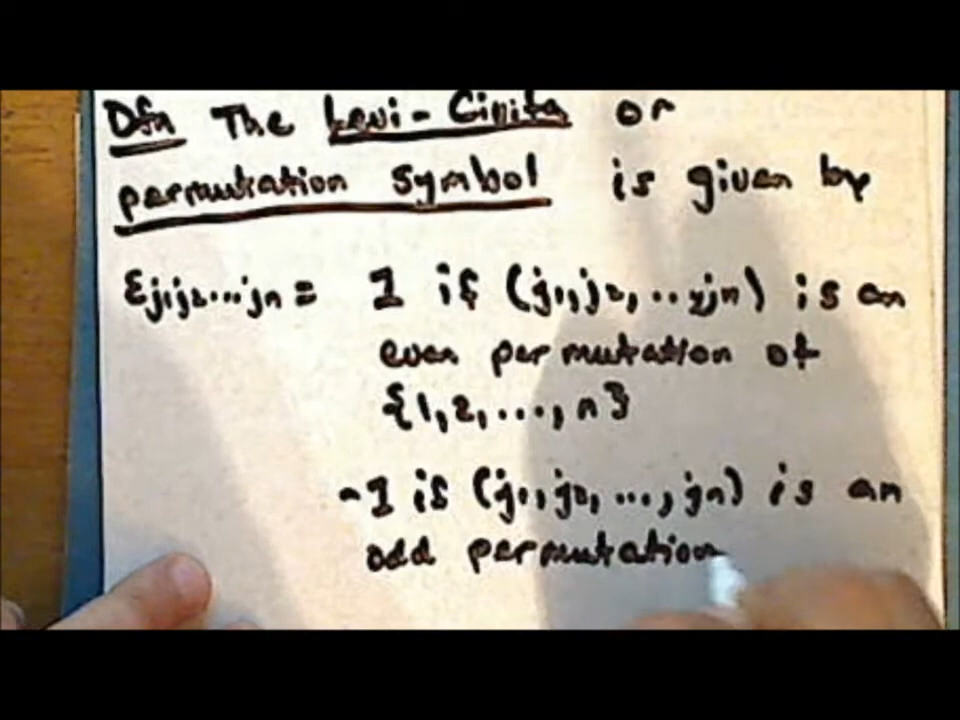 Dfn The Levi-Civita or
permutation symbol is given by
εj₁j₂...jₙ = 1 if (j₁,j₂,...,jₙ) is an
even permutation of
{1,2,...,n}
-1 if (j₁,j₂,...,jₙ) is an
odd permutation